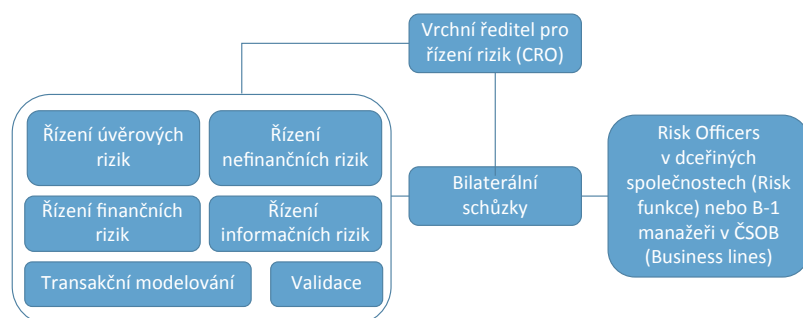 Vrchní ředitel pro
řízení rizik (CRO)
Řízení úvěrových
rizik
Řízení
nefinančních rizik
Řízení finančních
rizik
Řízení
informačních rizik
Transakční modelování
Validace
Bilaterální
schůzky
Risk Officers
v dceřiných
společnostech (Risk
funkce) nebo B-1
manažeři v ČSOB
(Business lines)